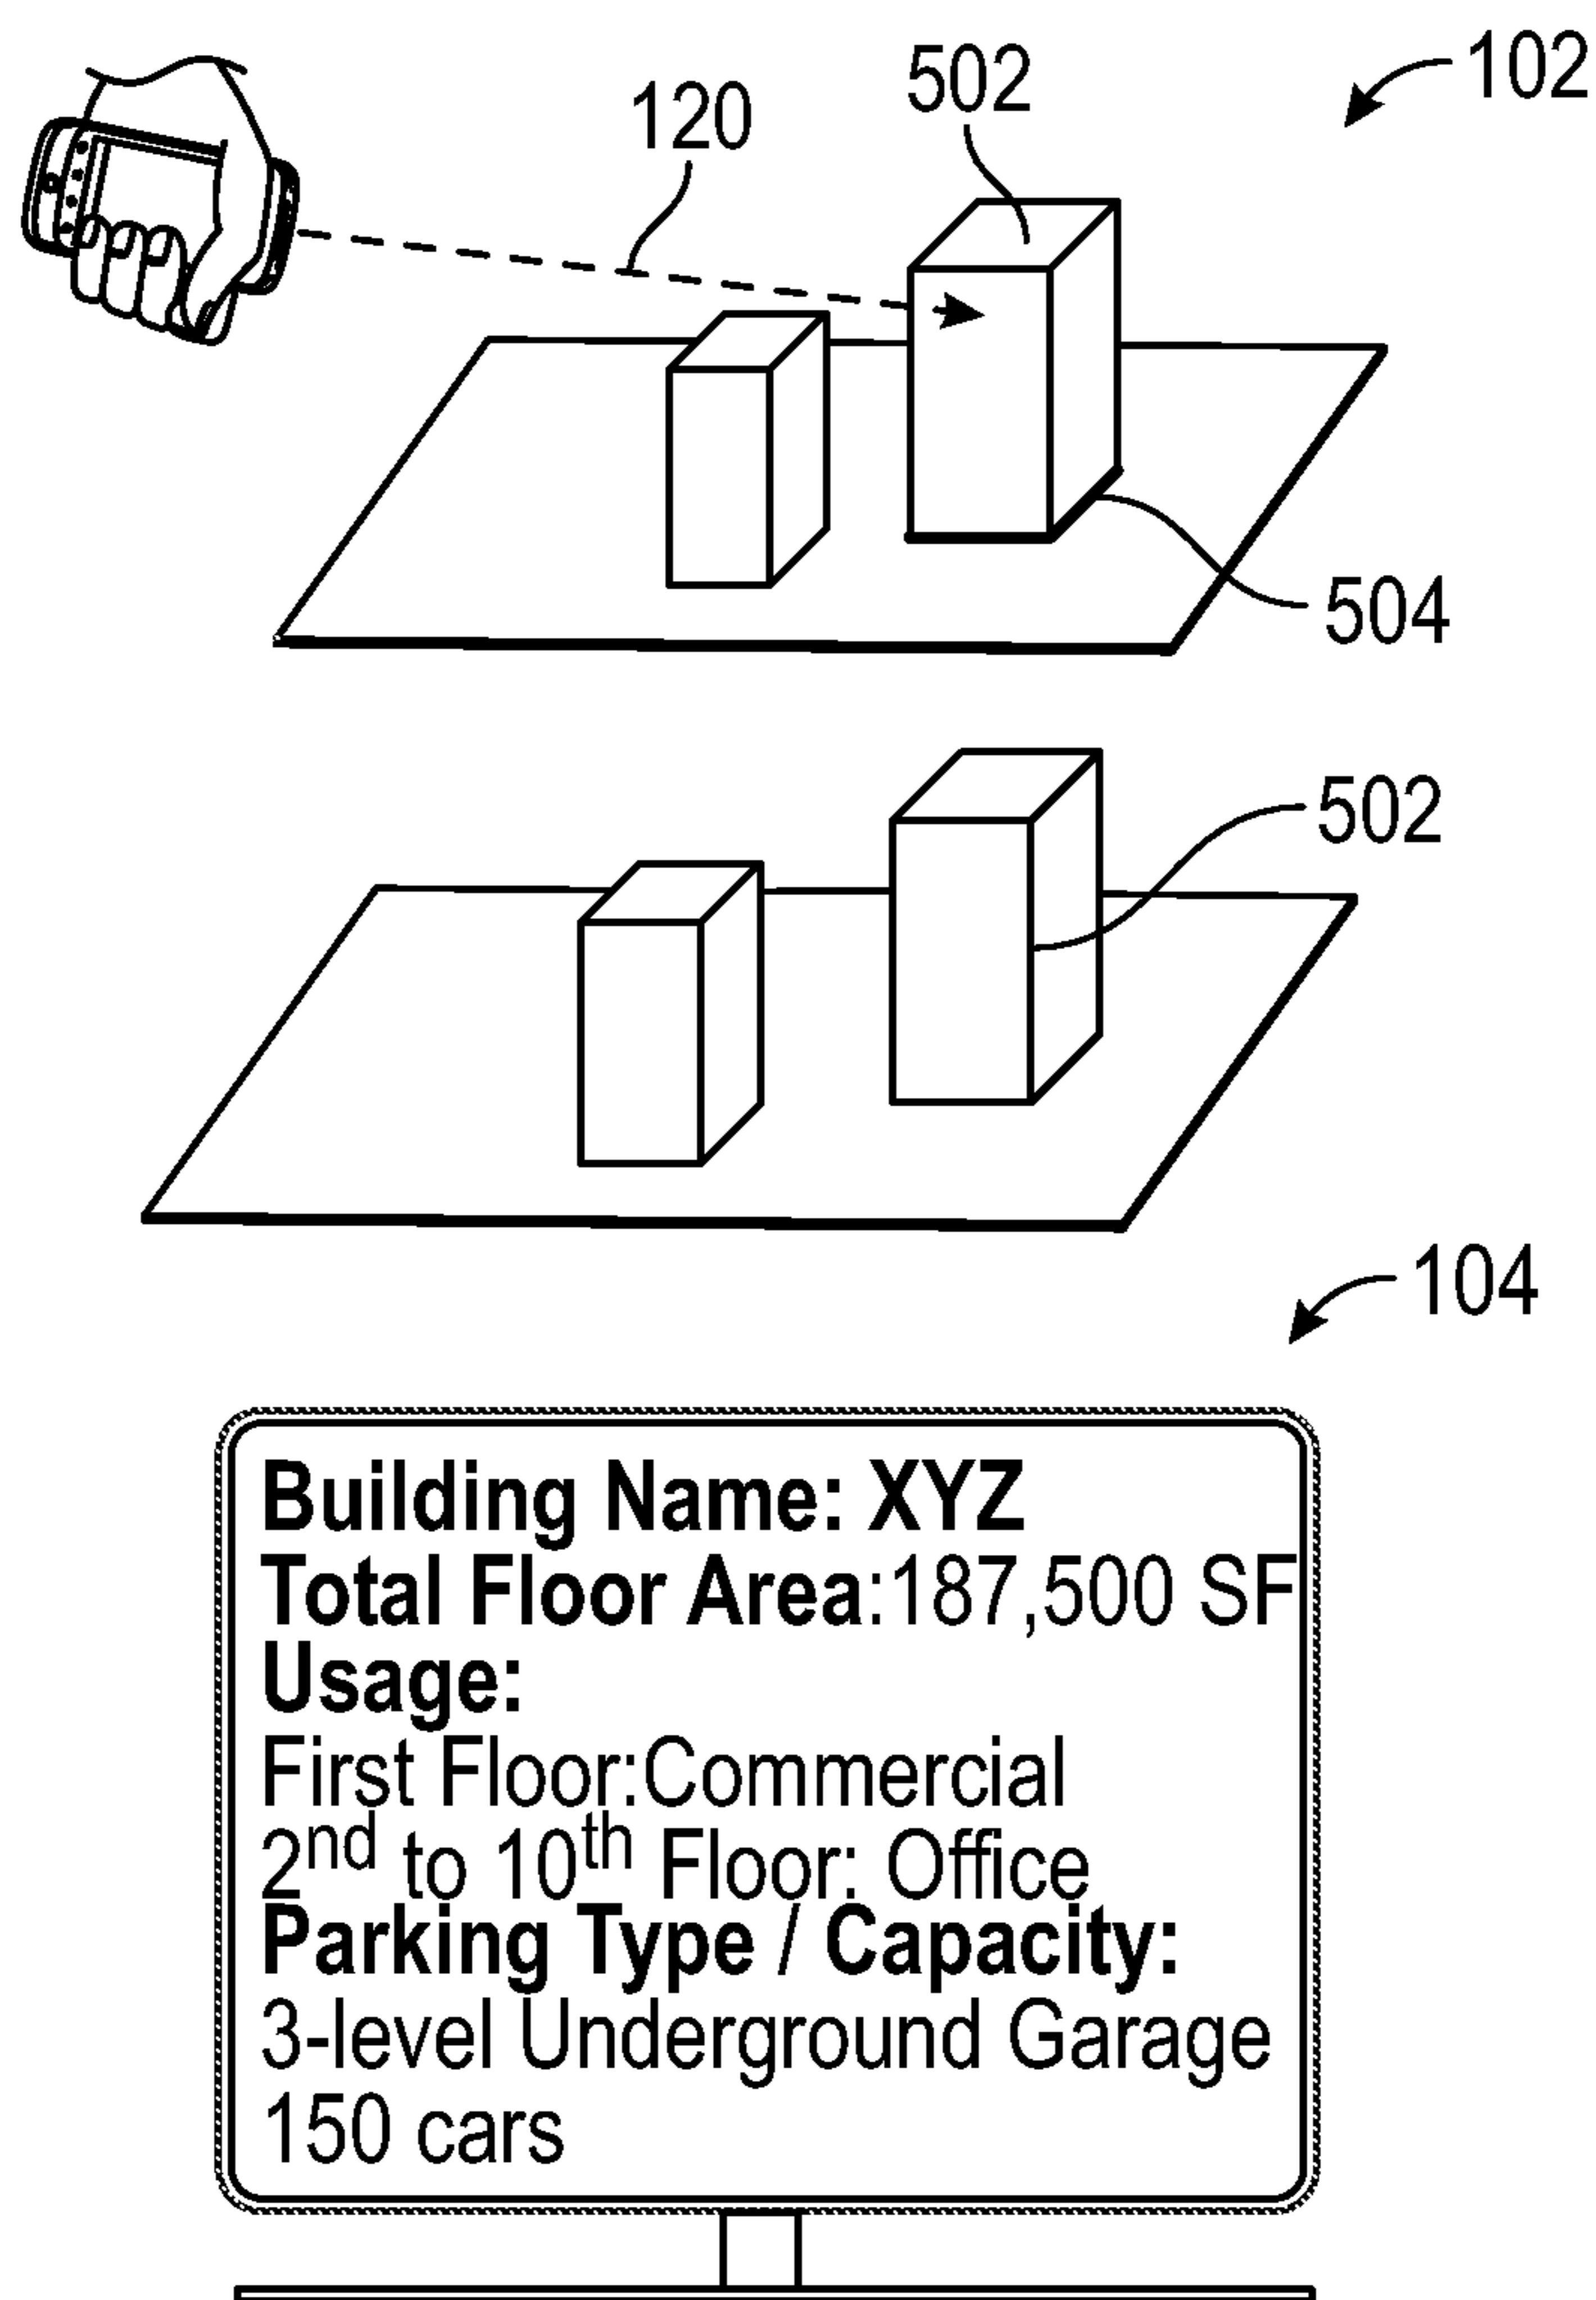 102
502
120
504
502
104
Building Name: XYZ
Total Floor Area:187,500 SF
Usage:
First Floor:Commercial
2nd to 10th Floor: Office
Parking Type / Capacity:
3-level Underground Garage
150 cars